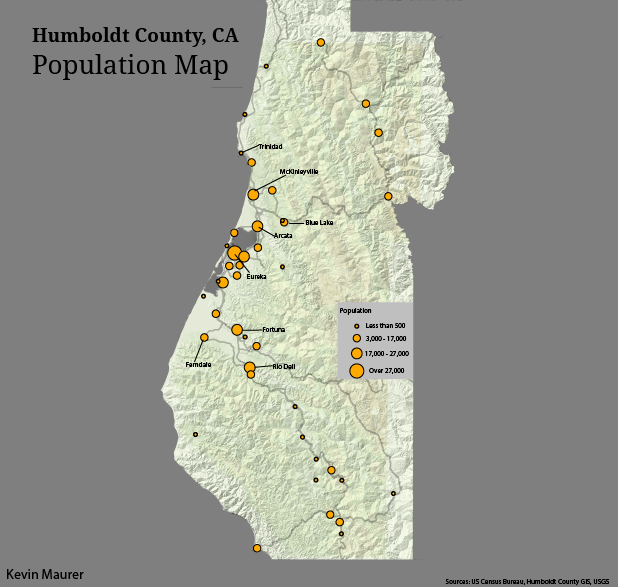 Humboldt County, CA
Population Map
Trinidad
McKinleyville
Blue Lake
Arcata
Eureka
Population
Less than 500
3,000 - 17,000
17,000 - 27,000
Over 27,000
Fortuna
Ferndale
Rio Dell
Kevin Maurer
Sources: US Census Bureau, Humboldt County GIS, USGS